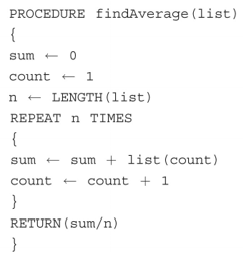 PROCEDURE findAverage(list)
{
sum ← 0
count ← 1
n ← LENGTH(list)
REPEAT n TIMES
{
sum ← sum + list(count)
count ← count + 1
}
RETURN(sum/n)
}